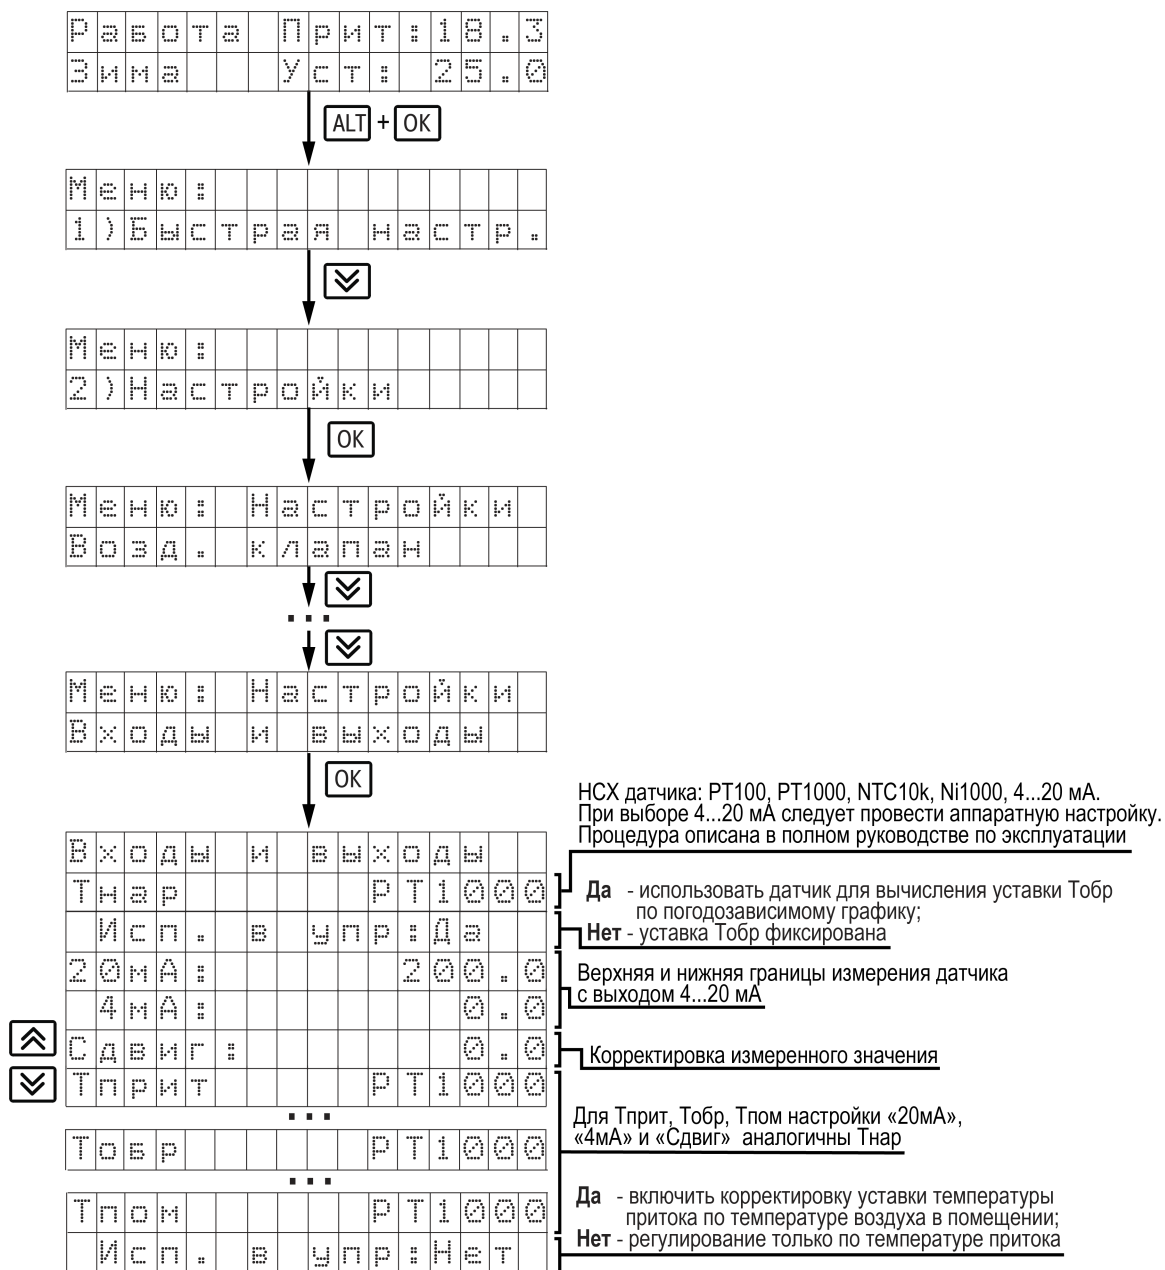 Работа Прит:18.3
Зима Уст: 25.0
ALT + OK
Меню:
1)Быстрая настр.
Меню:
2)Настройки
OK
Меню: Настройки
Возд. клапан
...
Меню: Настройки
Входы и выходы
OK
НСХ датчика: PT100, PT1000, NTC10k, Ni1000, 4...20 мА.
При выборе 4...20 мА следует провести аппаратную настройку.
Процедура описана в полном руководстве по эксплуатации
Входы и выходы
Тнар PT1000
Да - использовать датчик для вычисления уставки Тобр
по погодозависимому графику;
Нет - уставка Тобр фиксирована
Исп. в упр:Да
20мА: 200.0
4мА: 0.0
Верхняя и нижняя границы измерения датчика
с выходом 4...20 мА
Сдвиг: 0.0
Корректировка измеренного значения
Тприт PT1000
...
Для Тприт, Тобр, Тпом настройки «20мА»,
«4мА» и «Сдвиг» аналогичны Тнар
Тобр PT1000
...
Тпом PT1000
Да - включить корректировку уставки температуры
притока по температуре воздуха в помещении;
Нет - регулирование только по температуре притока
Исп. в упр:Нет